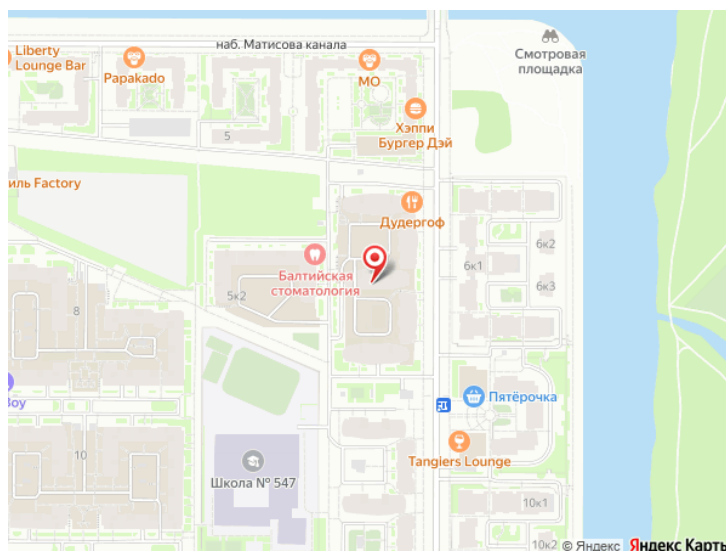 наб. Матисова канала
Liberty
Lounge Bar
Papakado
МО
Смотровая
площадка
5
Хэппи
Бургер Дэй
иль Factory
Дудергоф
Балтийская
стоматология
5к2
6к1
6к2
6к3
8
Boy
Пятёрочка
Tangiers Lounge
10
Школа № 547
10к1
10к2
© Яндекс Яндекс Карты